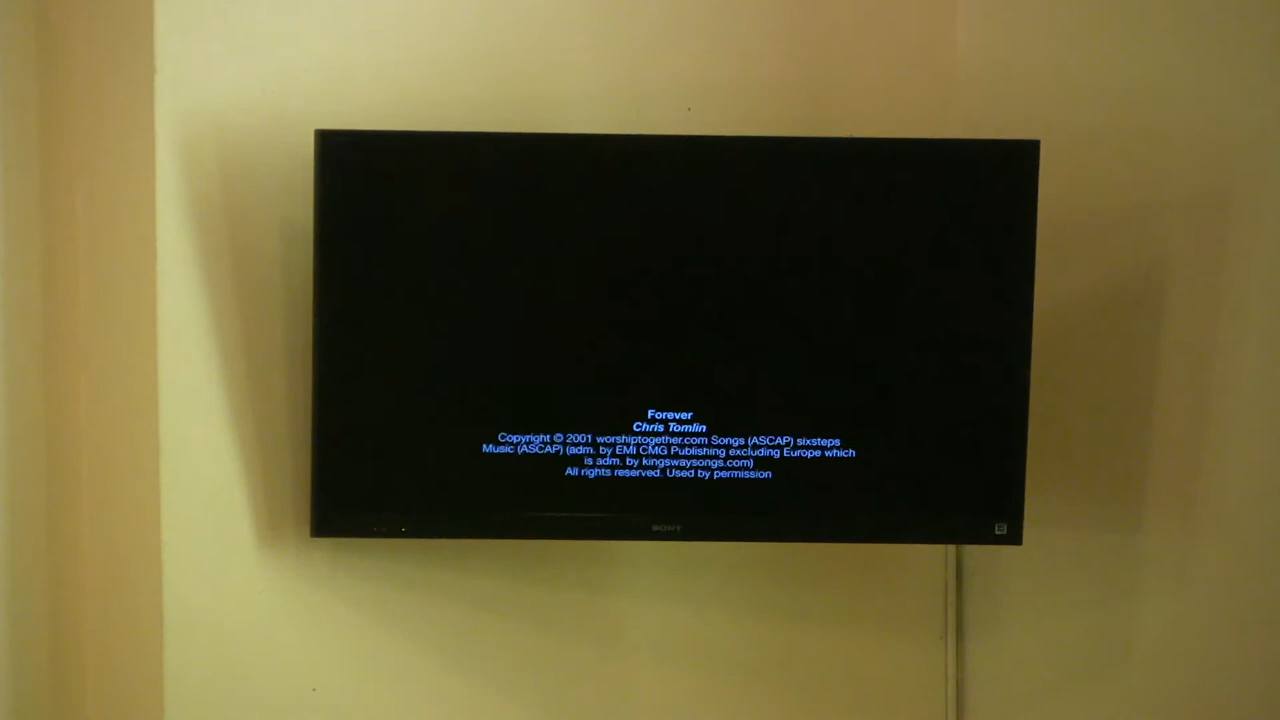 Forever
Chris Tomlin
Copyright © 2001 worshiptogether.com Songs (ASCAP) sixsteps
Music (ASCAP) (adm. by EMI CMG Publishing excluding Europe which
is adm. by kingswaysongs.com)
All rights reserved. Used by permission
SONY